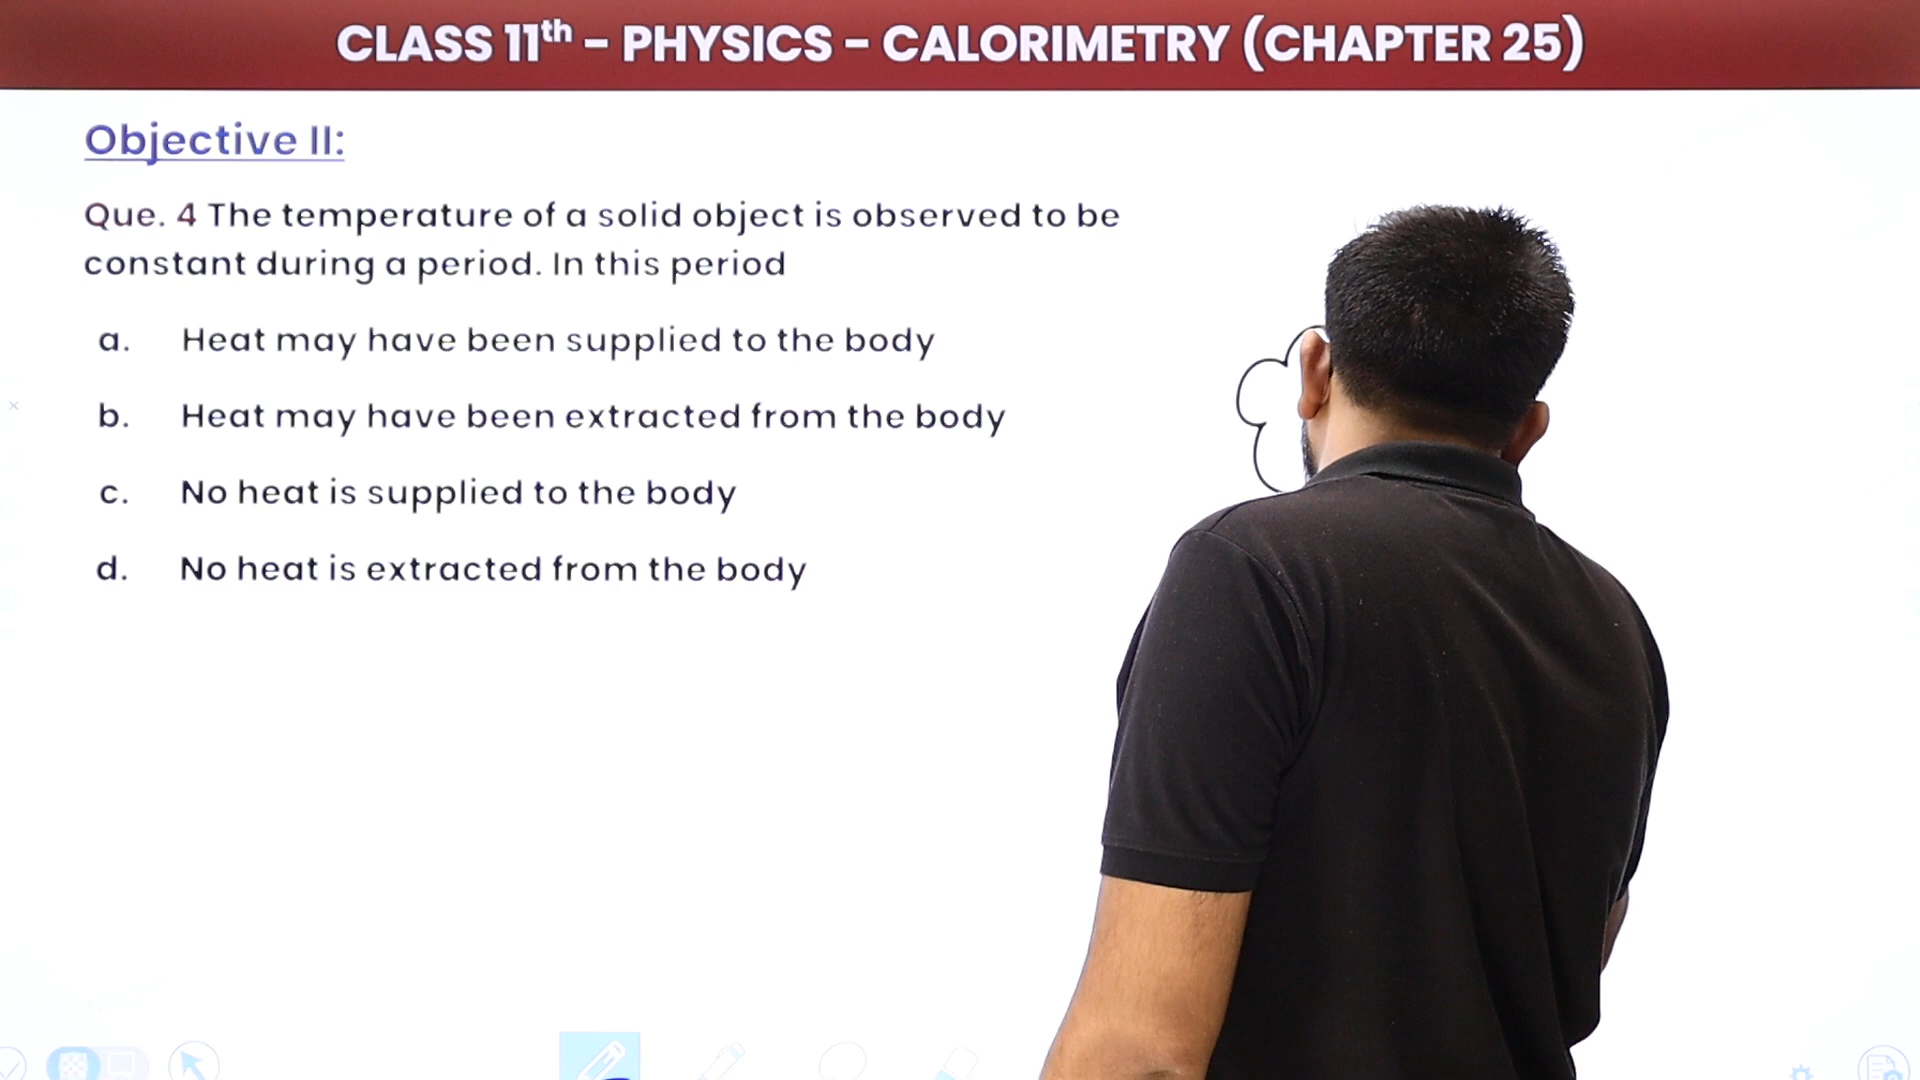 CLASS 11th - PHYSICS - CALORIMETRY (CHAPTER 25)
Objective II:
Que. 4 The temperature of a solid object is observed to be
constant during a period. In this period
a. Heat may have been supplied to the body
b. Heat may have been extracted from the body
c. No heat is supplied to the body
d. No heat is extracted from the body